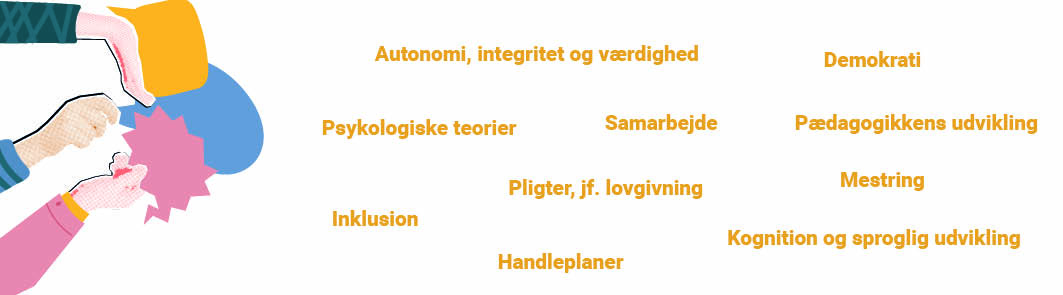 Autonomi, integritet og værdighed
Demokrati
Psykologiske teorier
Samarbejde
Pædagogikkens udvikling
Pligter, jf. lovgivning
Mestring
Inklusion
Kognition og sproglig udvikling
Handleplaner